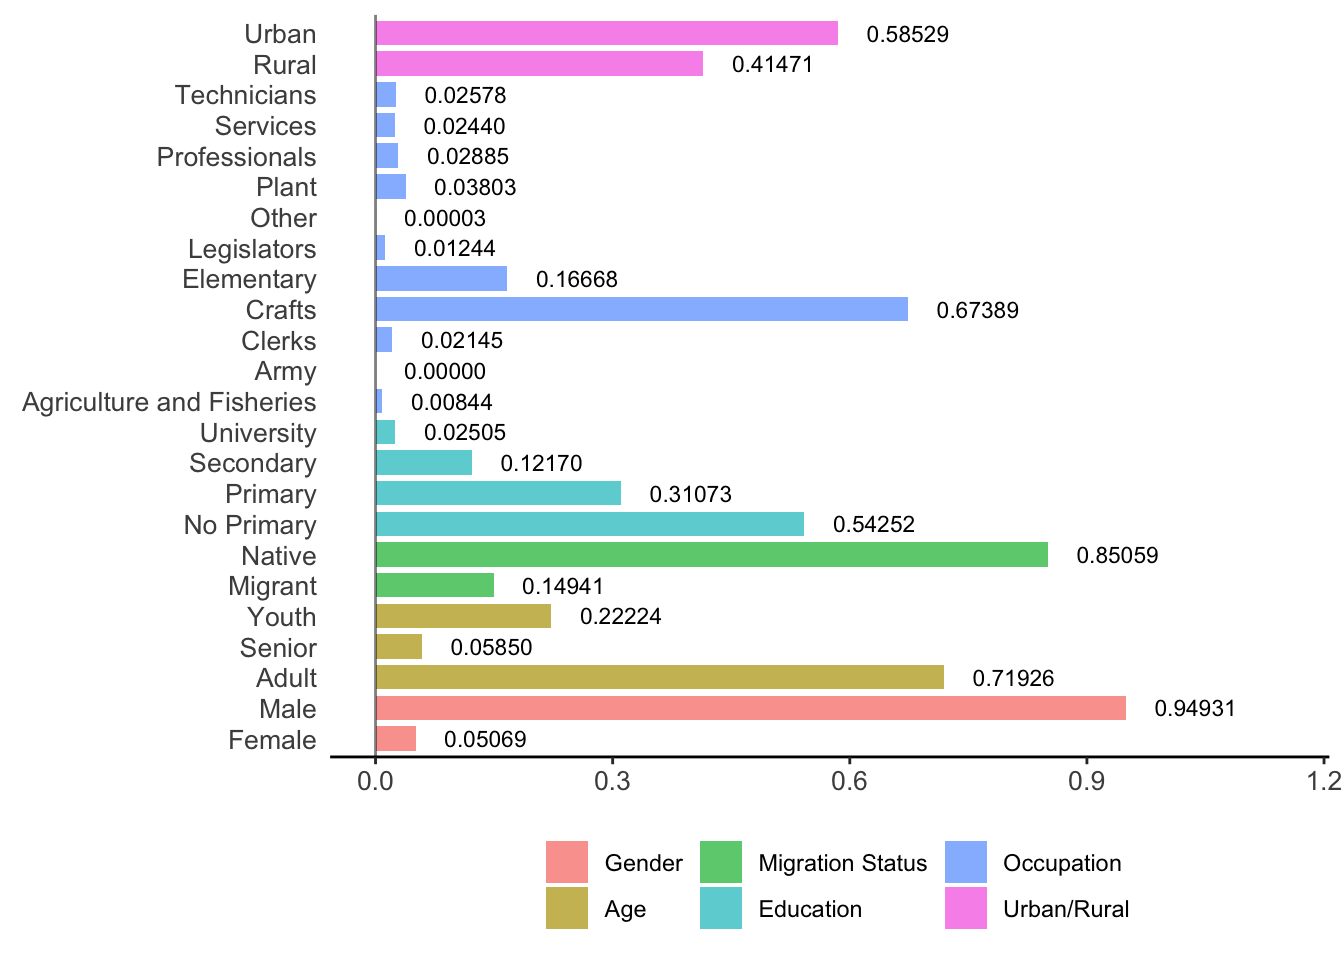 Urban 0.58529
Rural 0.41471
Technicians 0.02578
Services 0.02440
Professionals 0.02885
Plant 0.03803
Other 0.00003
Legislators 0.01244
Elementary 0.16668
Crafts 0.67389
Clerks 0.02145
Army 0.00000
Agriculture and Fisheries 0.00844
University 0.02505
Secondary 0.12170
Primary 0.31073
No Primary 0.54252
Native 0.85059
Migrant 0.14941
Youth 0.22224
Senior 0.05850
Adult 0.71926
Male 0.94931
Female 0.05069
0.0 0.3 0.6 0.9 1.2
Gender Migration Status Occupation
Age Education Urban/Rural